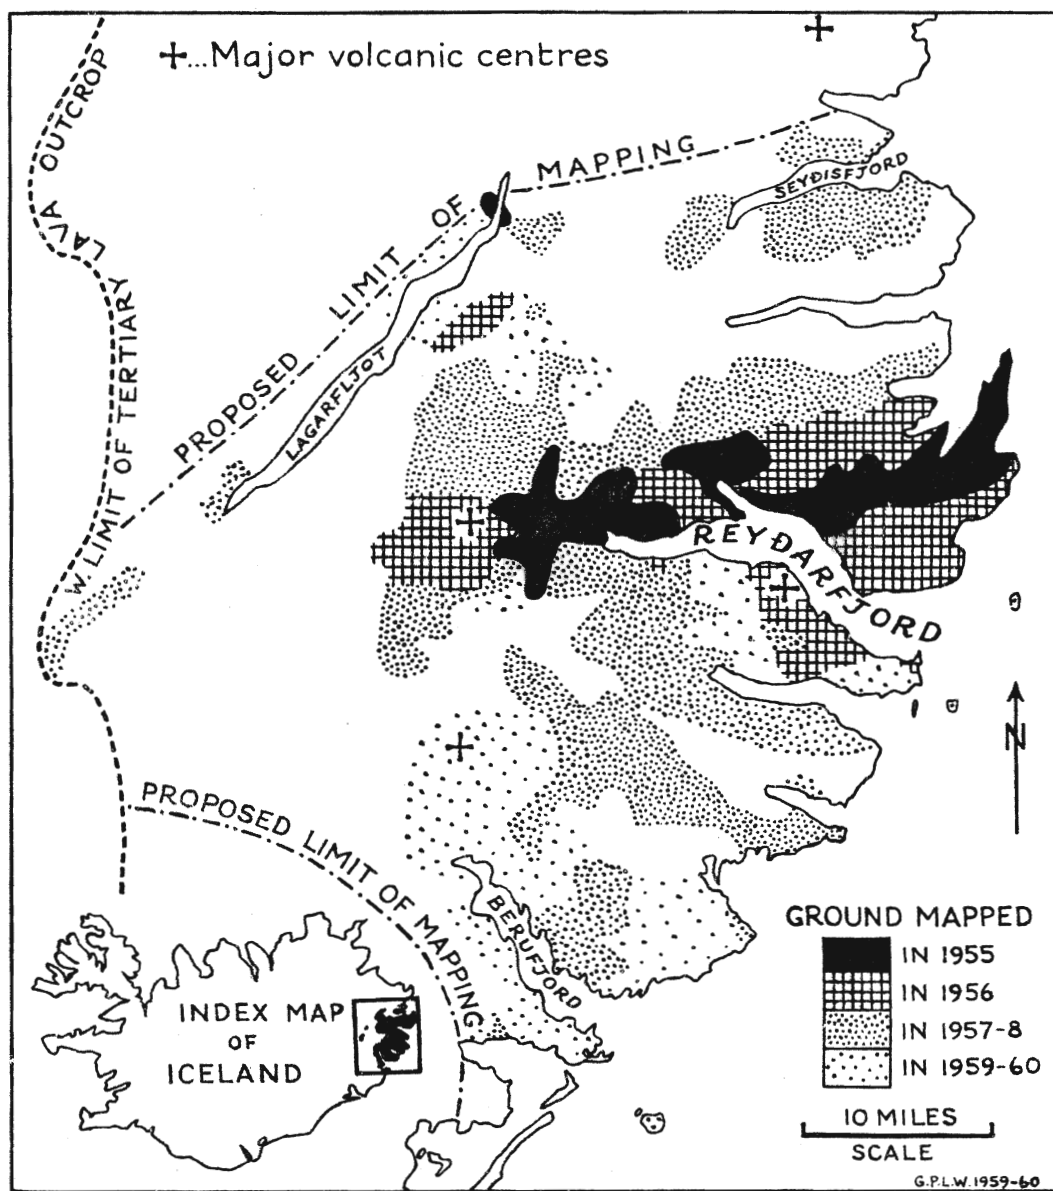 ...Major volcanic centres
W. LIMIT OF TERTIARY LAVA OUTCROP
PROPOSED LIMIT OF MAPPING
SEYÐISFJORD
LAGARFLJOT
REYÐARFJORD
N
PROPOSED LIMIT OF MAPPING
BERUFJORD
GROUND MAPPED
IN 1955
IN 1956
IN 1957-8
IN 1959-60
INDEX MAP
OF
ICELAND
10 MILES
SCALE
G.P.L.W. 1959-60